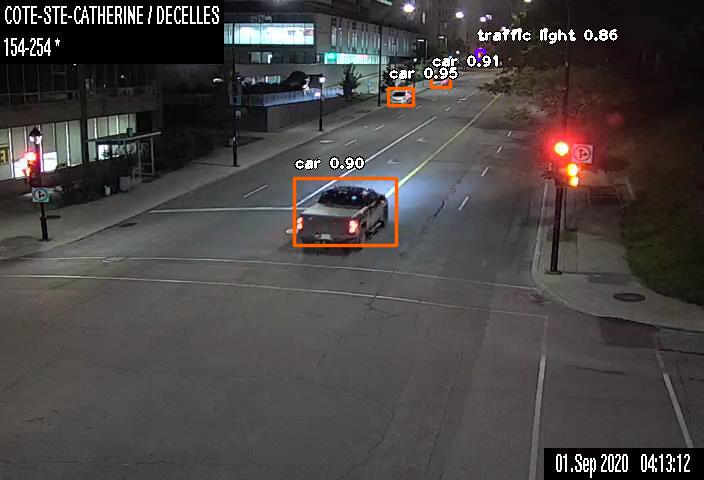 COTE-STE-CATHERINE / DECELLES
154-254 *
traffic light 0.86
car 0.91
car 0.95
car 0.90
01.Sep 2020 04:13:12